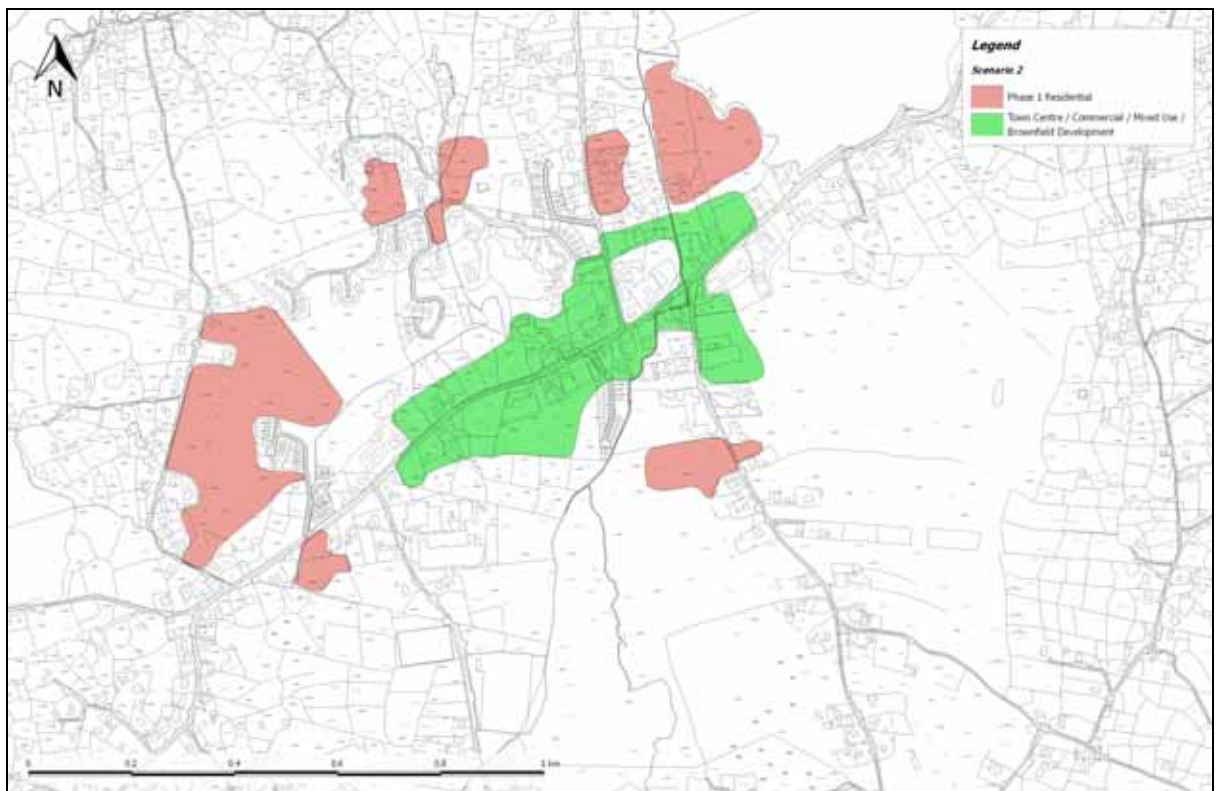 N
Legend
Scenario 2
Phase 1 Residential
Town Centre / Commercial / Mixed Use /
Brownfield Development
0 0.2 0.4 0.6 0.8 1 km